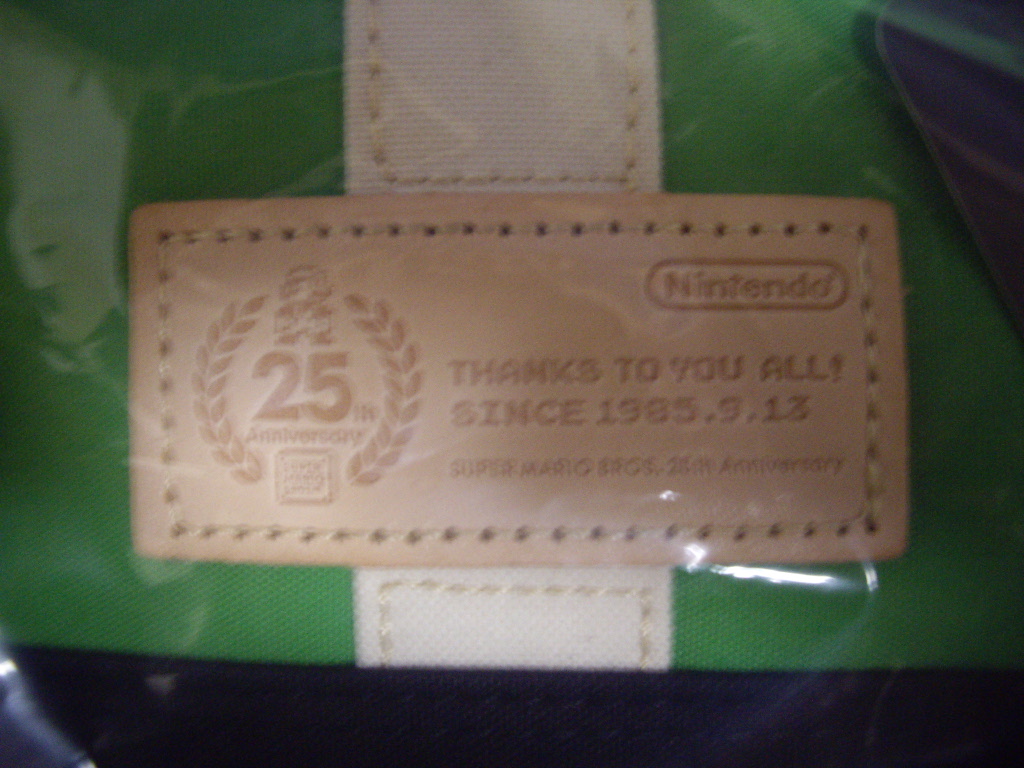 Nintendo
25th
Anniversary
THANKS TO YOU ALL!
SINCE 1985.9.13
SUPER MARIO BROS. 25th Anniversary